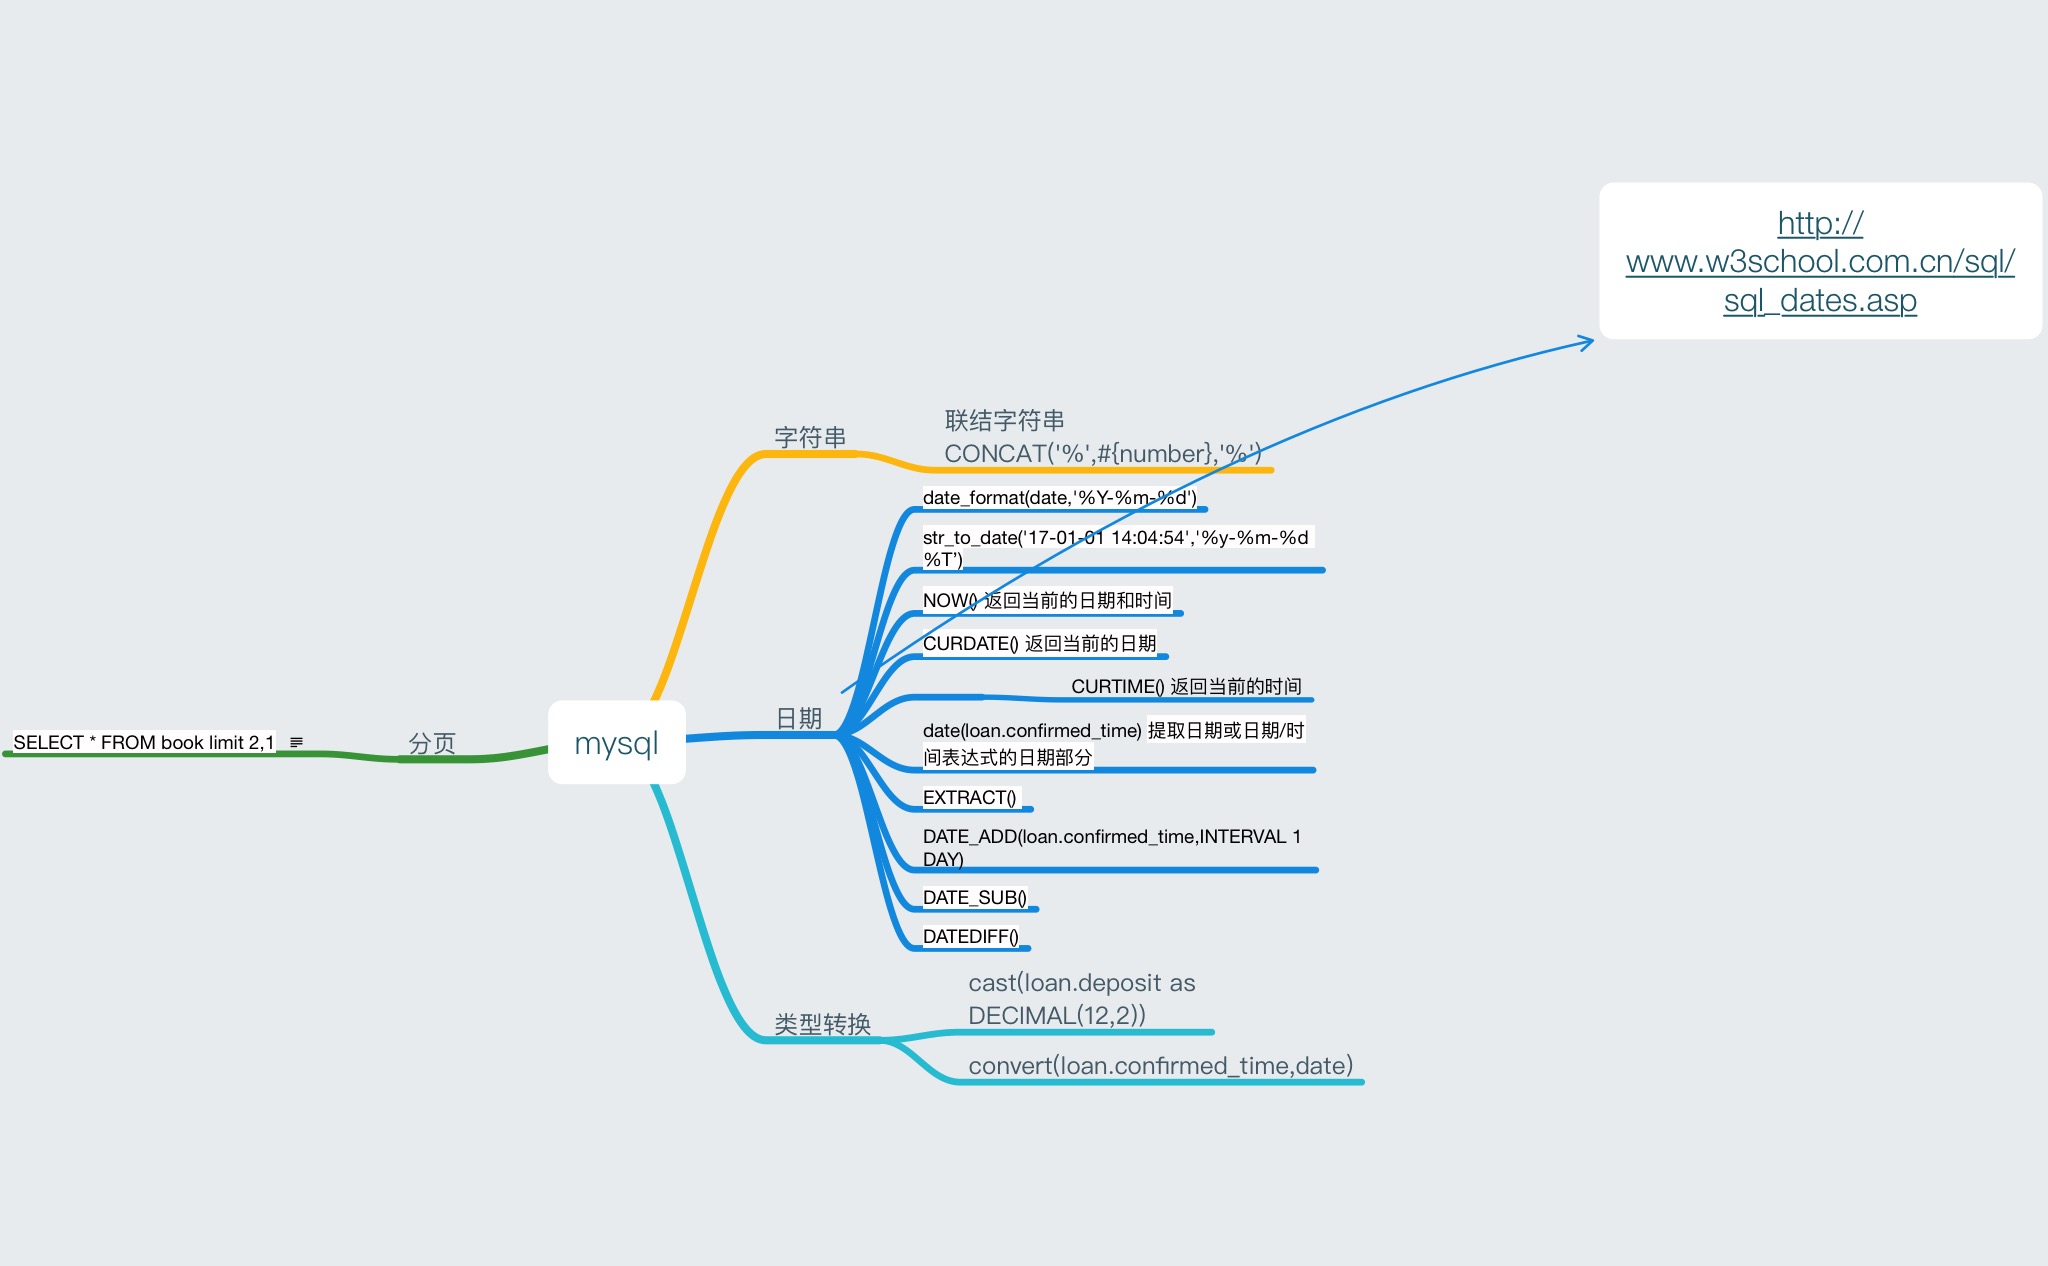 http://
www.w3school.com.cn/sql/
sql_dates.asp
字符串
联结字符串
CONCAT('%',#{number},'%')
date_format(date,'%Y-%m-%d')
str_to_date('17-01-01 14:04:54','%y-%m-%d
%T’)
NOW() 返回当前的日期和时间
CURDATE() 返回当前的日期
CURTIME() 返回当前的时间
日期
date(loan.confirmed_time) 提取日期或日期/时
间表达式的日期部分
EXTRACT()
DATE_ADD(loan.confirmed_time,INTERVAL 1
DAY)
DATE_SUB()
DATEDIFF()
SELECT * FROM book limit 2,1
分页
mysql
类型转换
cast(loan.deposit as
DECIMAL(12,2))
convert(loan.confirmed_time,date)